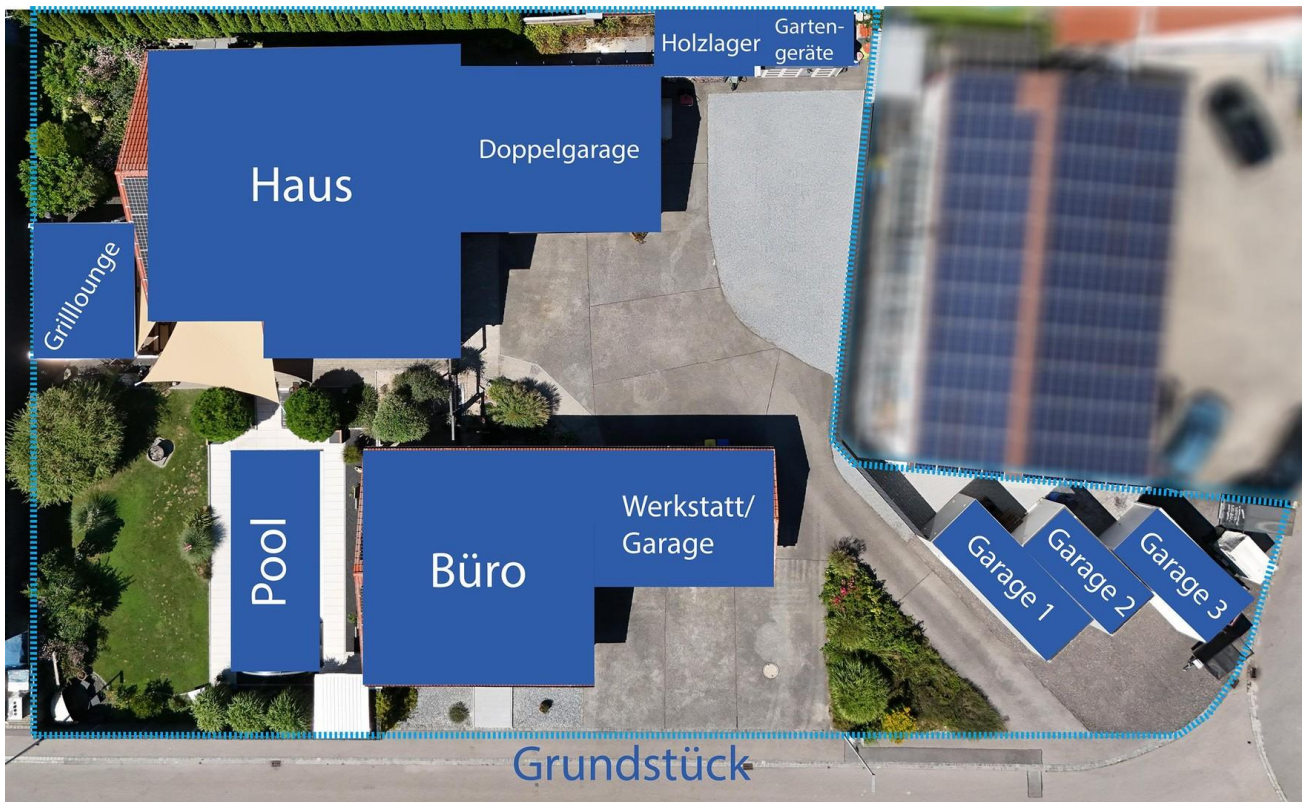 Holzlager
Garten-
geräte
Doppelgarage
Haus
Grilllounge
Werkstatt/
Garage
Büro
Pool
Garage 1
Garage 2
Garage 3
Grundstück